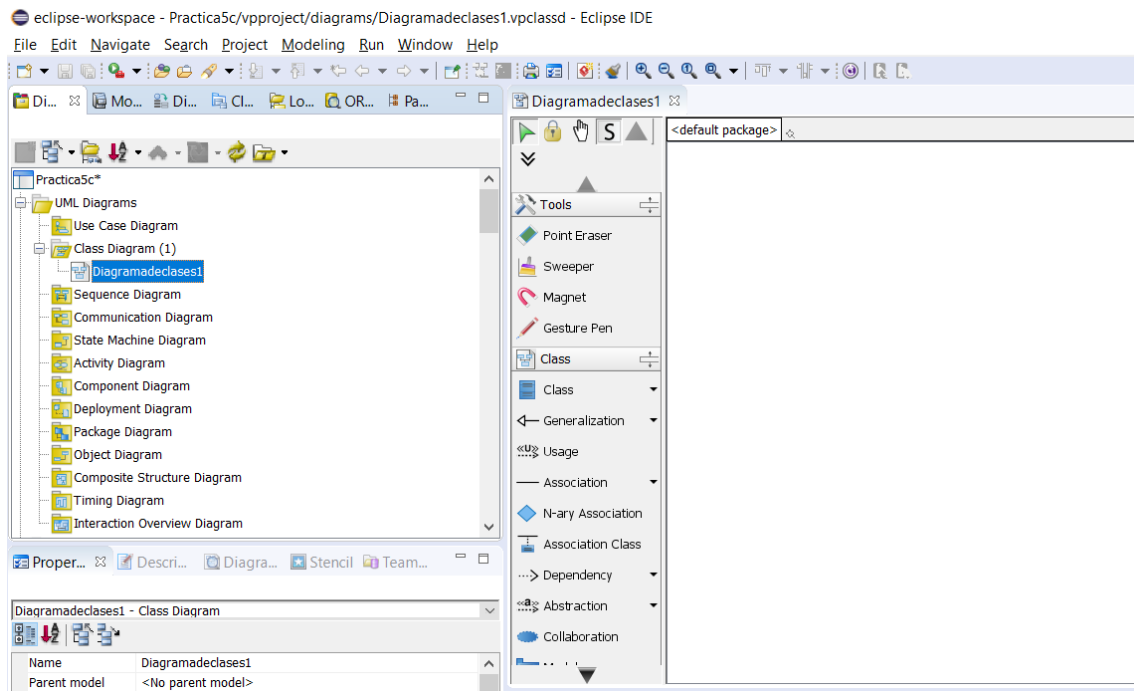 eclipse-workspace - Practica5c/vpproject/diagrams/Diagramadeclases1.vpclassd - Eclipse IDE
File Edit Navigate Search Project Modeling Run Window Help
Di... Mo... Di... Cl... Lo... OR... Pa...
Practica5c*
UML Diagrams
Use Case Diagram
Class Diagram (1)
Diagramadeclases1
Sequence Diagram
Communication Diagram
State Machine Diagram
Activity Diagram
Component Diagram
Deployment Diagram
Package Diagram
Object Diagram
Composite Structure Diagram
Timing Diagram
Interaction Overview Diagram
Proper... Descri... Diagra... Stencil Team...
Diagramadeclases1 - Class Diagram
Name Diagramadeclases1
Parent model <No parent model>
Diagramadeclases1
S
<default package>
Tools
Point Eraser
Sweeper
Magnet
Gesture Pen
Class
Class
Generalization
«U» Usage
Association
N-ary Association
Association Class
Dependency
«a» Abstraction
Collaboration